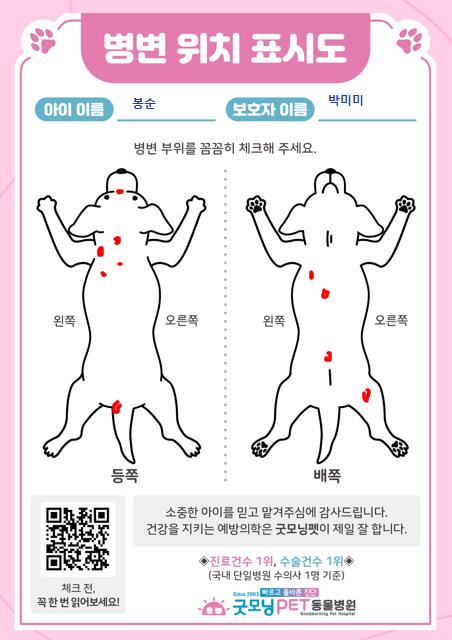 병변 위치 표시도
아이 이름 봉순 보호자 이름 박미미
병변 부위를 꼼꼼히 체크해 주세요.
왼쪽 오른쪽 왼쪽 오른쪽
등쪽 배쪽
체크 전,
꼭 한 번 읽어보세요!
소중한 아이를 믿고 맡겨주심에 감사드립니다.
건강을 지키는 예방의학은 굿모닝펫이 제일 잘 합니다.
◈진료건수 1위, 수술건수 1위◈
(국내 단일병원 수의사 1명 기준)
Since 2003 빠르고 올바른 진단
굿모닝PET동물병원
Goodmorning Pet Hospital